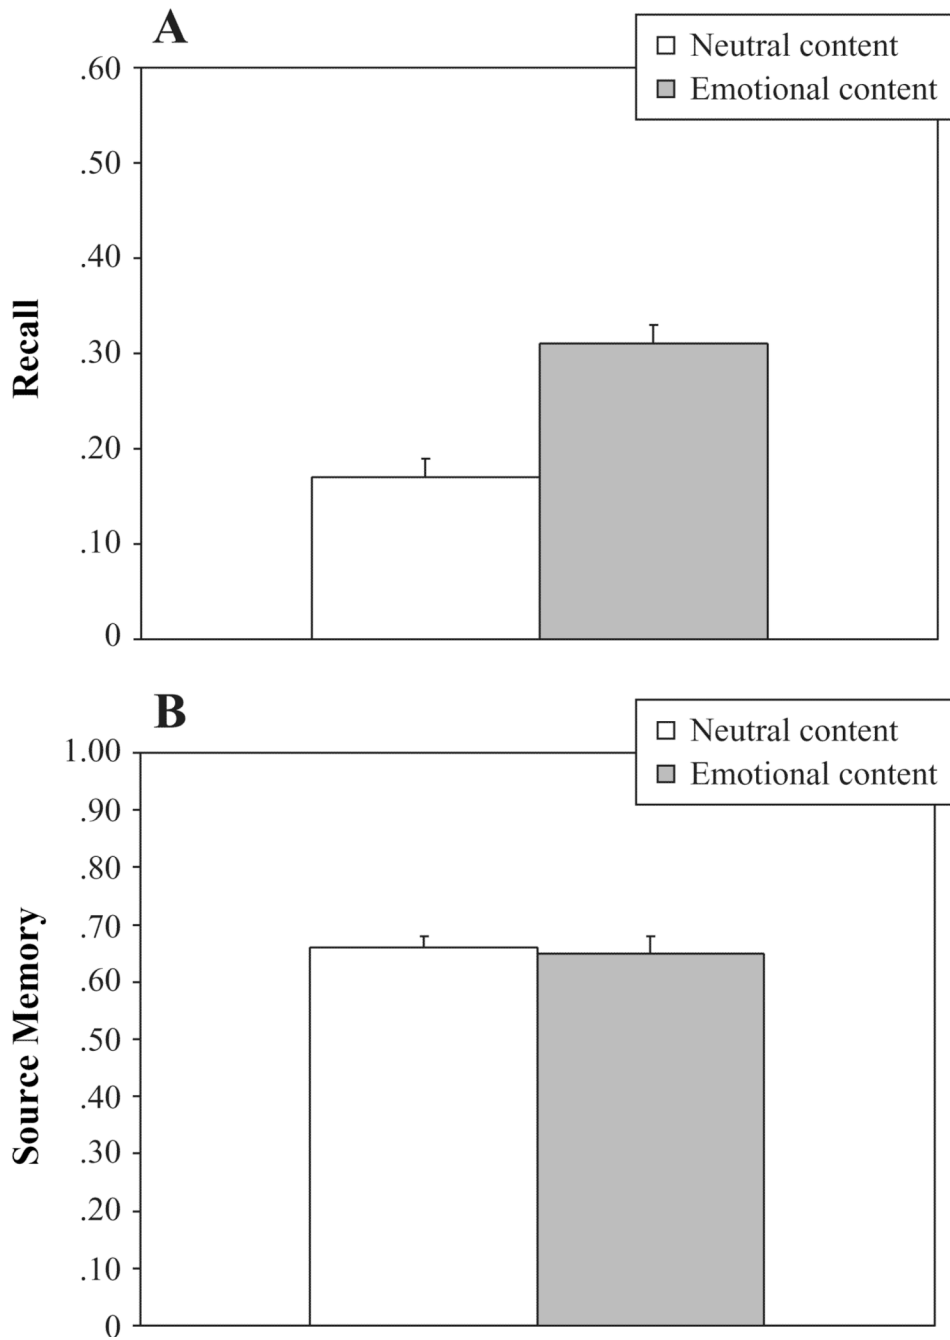 A
Neutral content
Emotional content
.60
.50
.40
.30
.20
.10
0
Recall
B
Neutral content
Emotional content
1.00
.90
.80
.70
.60
.50
.40
.30
.20
.10
0
Source Memory